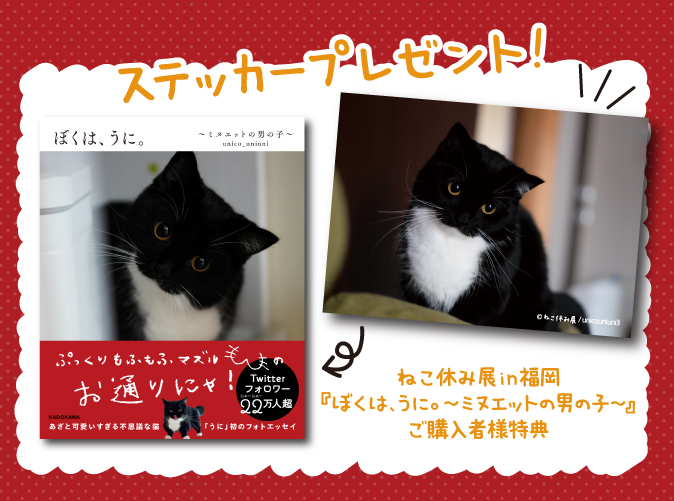 ステッカープレゼント!
ぼくは、うに。
～ミヌエットの男の子～
unico_uniuni
ぷっくりもふもふ、マズル
の
お通りにゃ!
Twitter
フォロワー
にゃーにゃー
22万人超
KADOKAWA
あざと可愛いすぎる不思議な猫
「うに」初のフォトエッセイ
©ねこ休み展 / unicouniuni3
ねこ休み展in福岡
『ぼくは、うに。～ミヌエットの男の子～』
ご購入者様特典